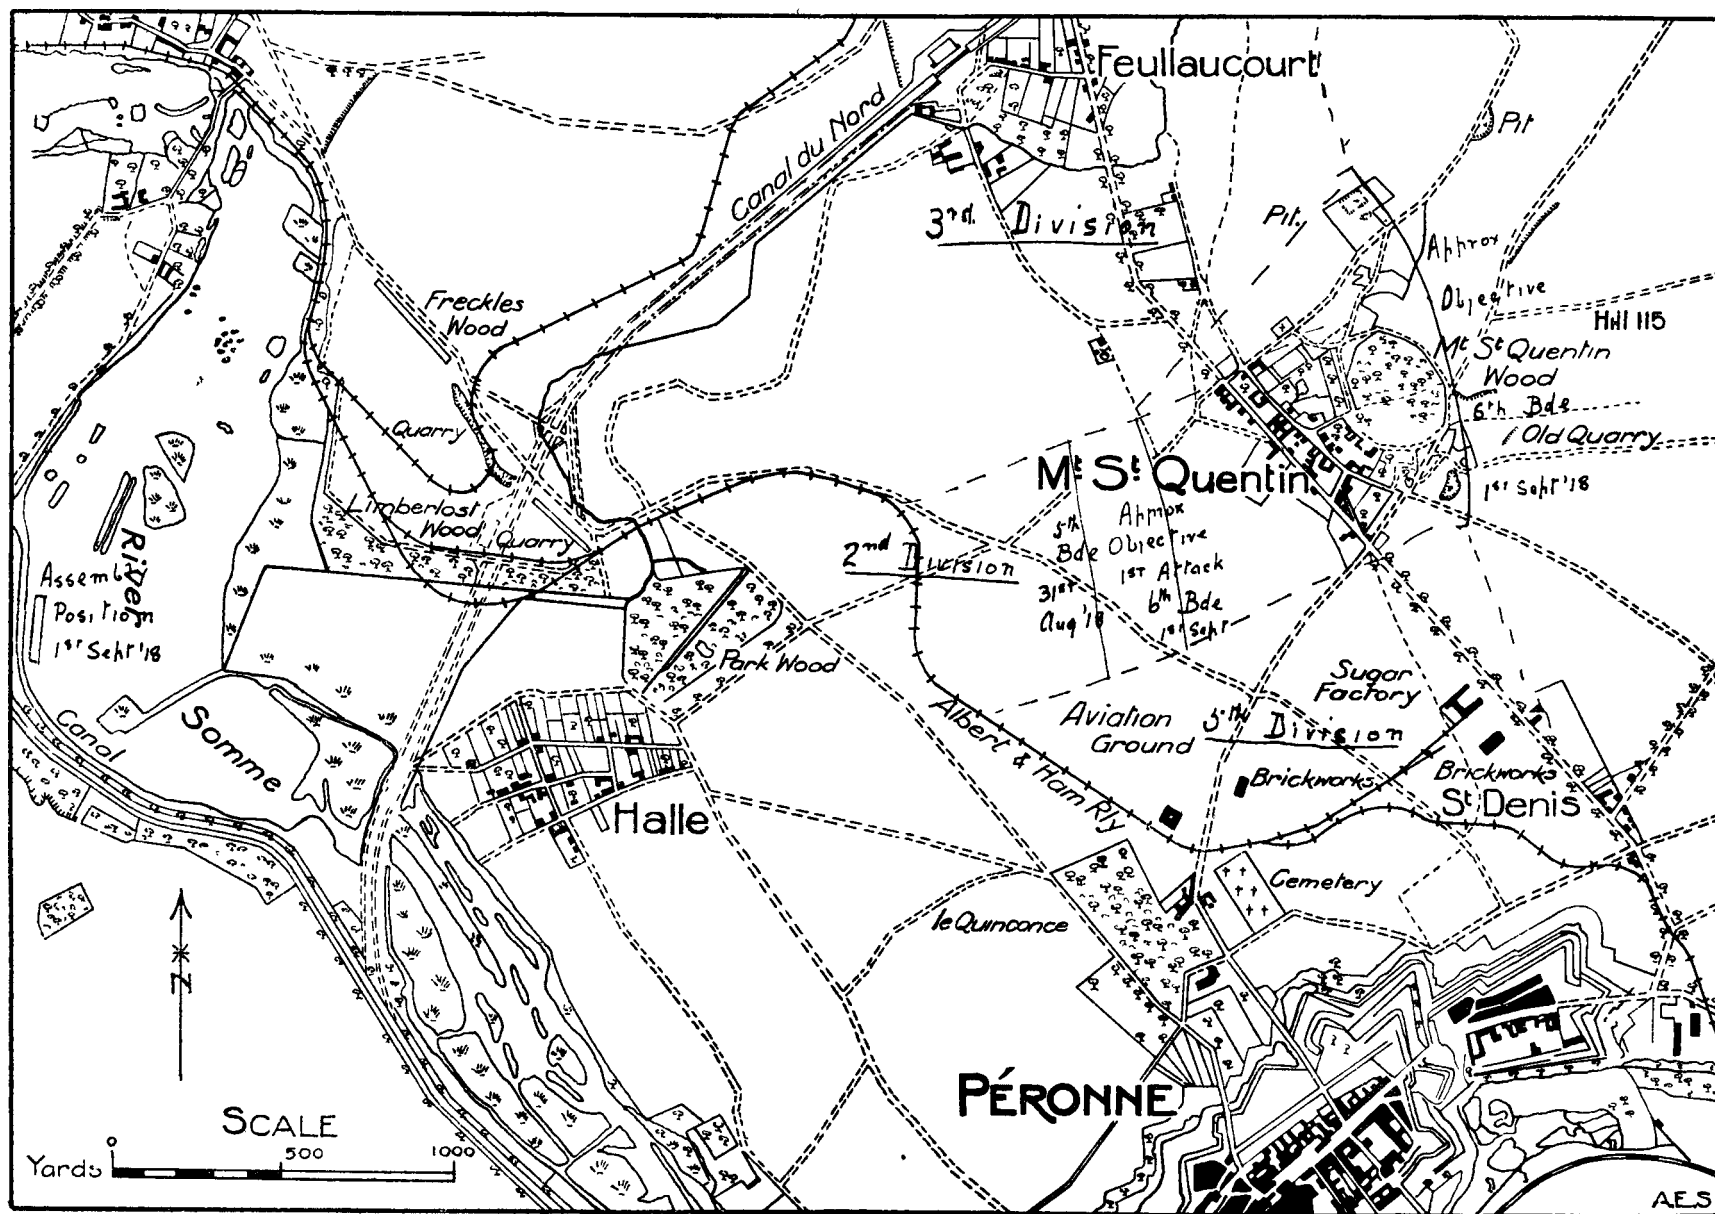 Feuillaucourt
Canal du Nord
Pit
3rd. Division
Pit.
Approx
Objective
Hill 115
Freckles
Wood
Mt St Quentin
Wood
6th Bde
Old Quarry
1st Sept '18
Quarry
Mt St Quentin
Limberlost
Wood
Quarry
River
Assembly
Position
1st Sept '18
2nd Division
5th
Bde
31st
Aug '18
Approx
Objective
1st Attack
6th Bde
1st Sept
Park Wood
Sugar
Factory
Canal
Somme
Albert & Ham Rly
Aviation
Ground
5th Division
Brickworks
Brickworks
St Denis
Halle
Cemetery
le Quinconce
N
PÉRONNE
SCALE
0 500 1000
Yards
A.E.S